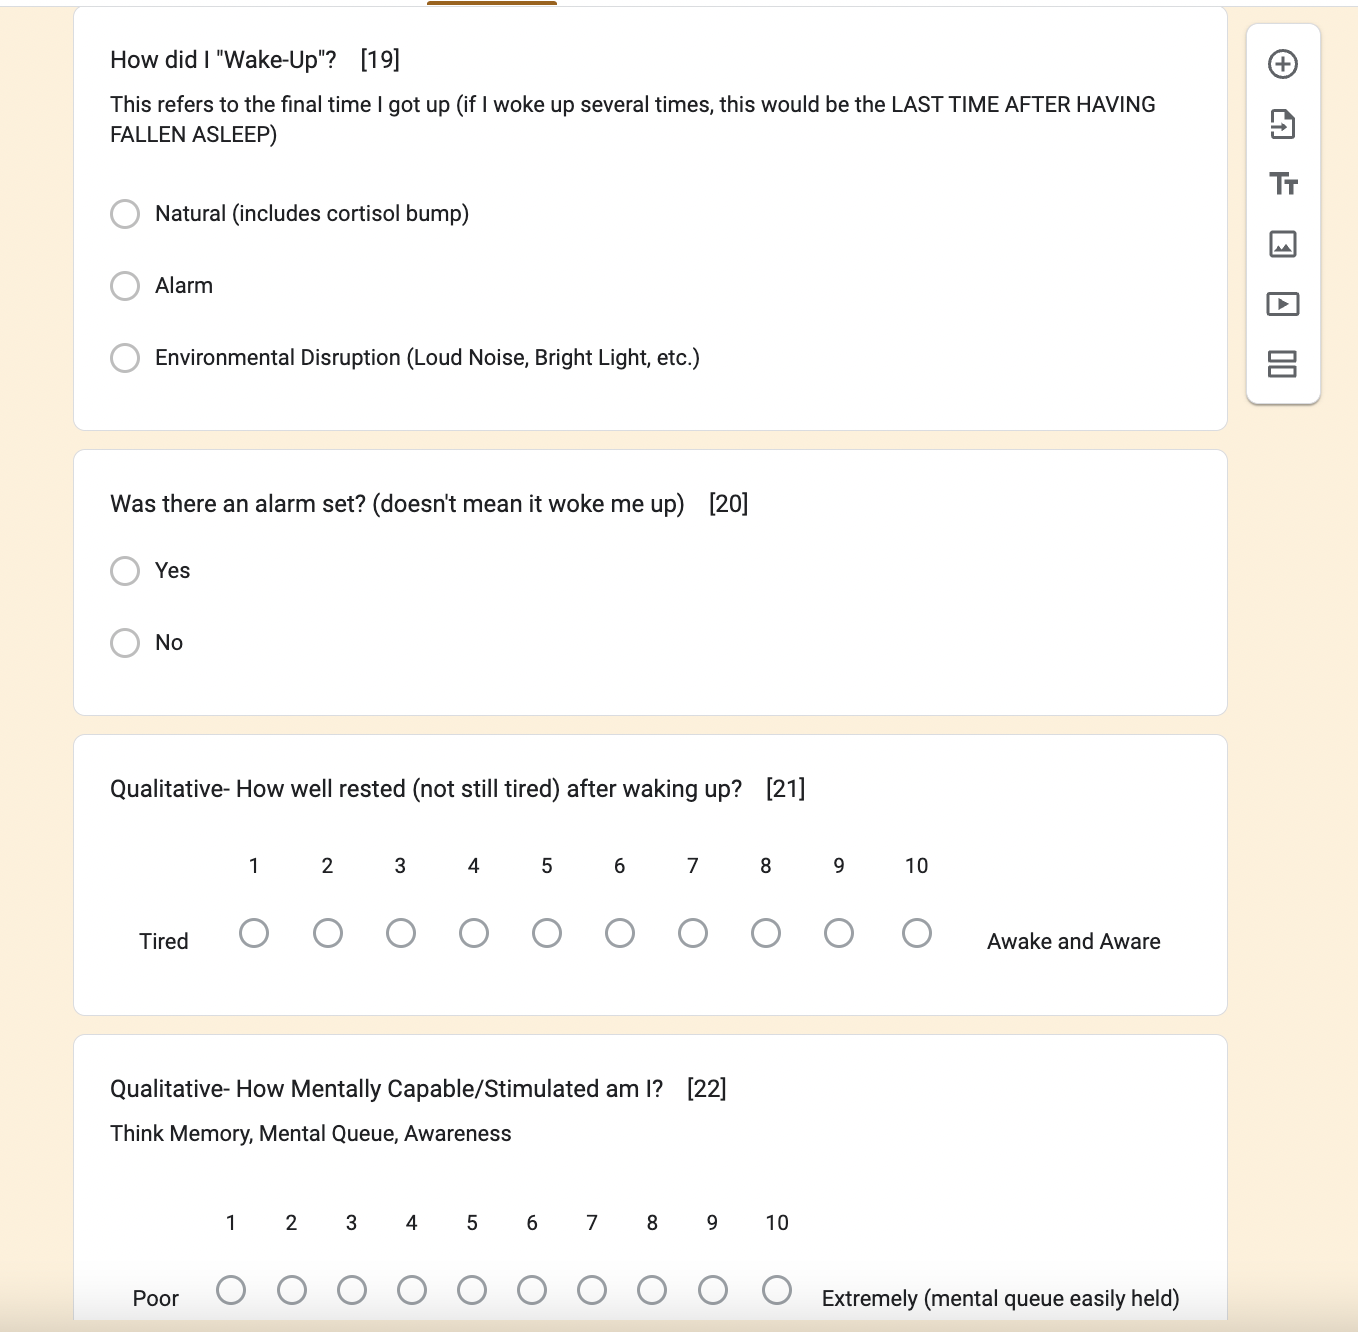 How did I "Wake-Up"? [19]
This refers to the final time I got up (if I woke up several times, this would be the LAST TIME AFTER HAVING
FALLEN ASLEEP)
Natural (includes cortisol bump)
Alarm
Environmental Disruption (Loud Noise, Bright Light, etc.)
Was there an alarm set? (doesn't mean it woke me up) [20]
Yes
No
Qualitative- How well rested (not still tired) after waking up? [21]
1 2 3 4 5 6 7 8 9 10
Tired Awake and Aware
Qualitative- How Mentally Capable/Stimulated am I? [22]
Think Memory, Mental Queue, Awareness
1 2 3 4 5 6 7 8 9 10
Poor Extremely (mental queue easily held)
Tт